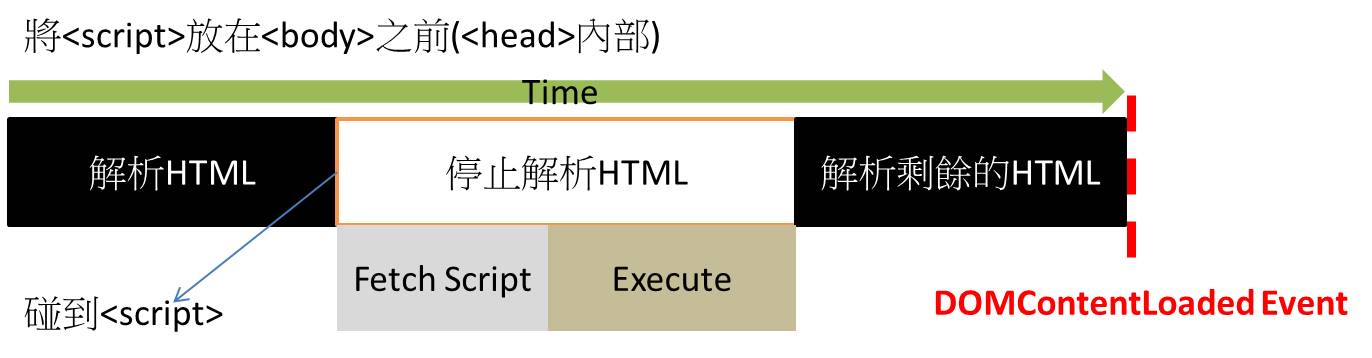 將<script>放在<body>之前(<head>內部)
Time
解析HTML
停止解析HTML
解析剩餘的HTML
Fetch Script
Execute
碰到<script>
DOMContentLoaded Event